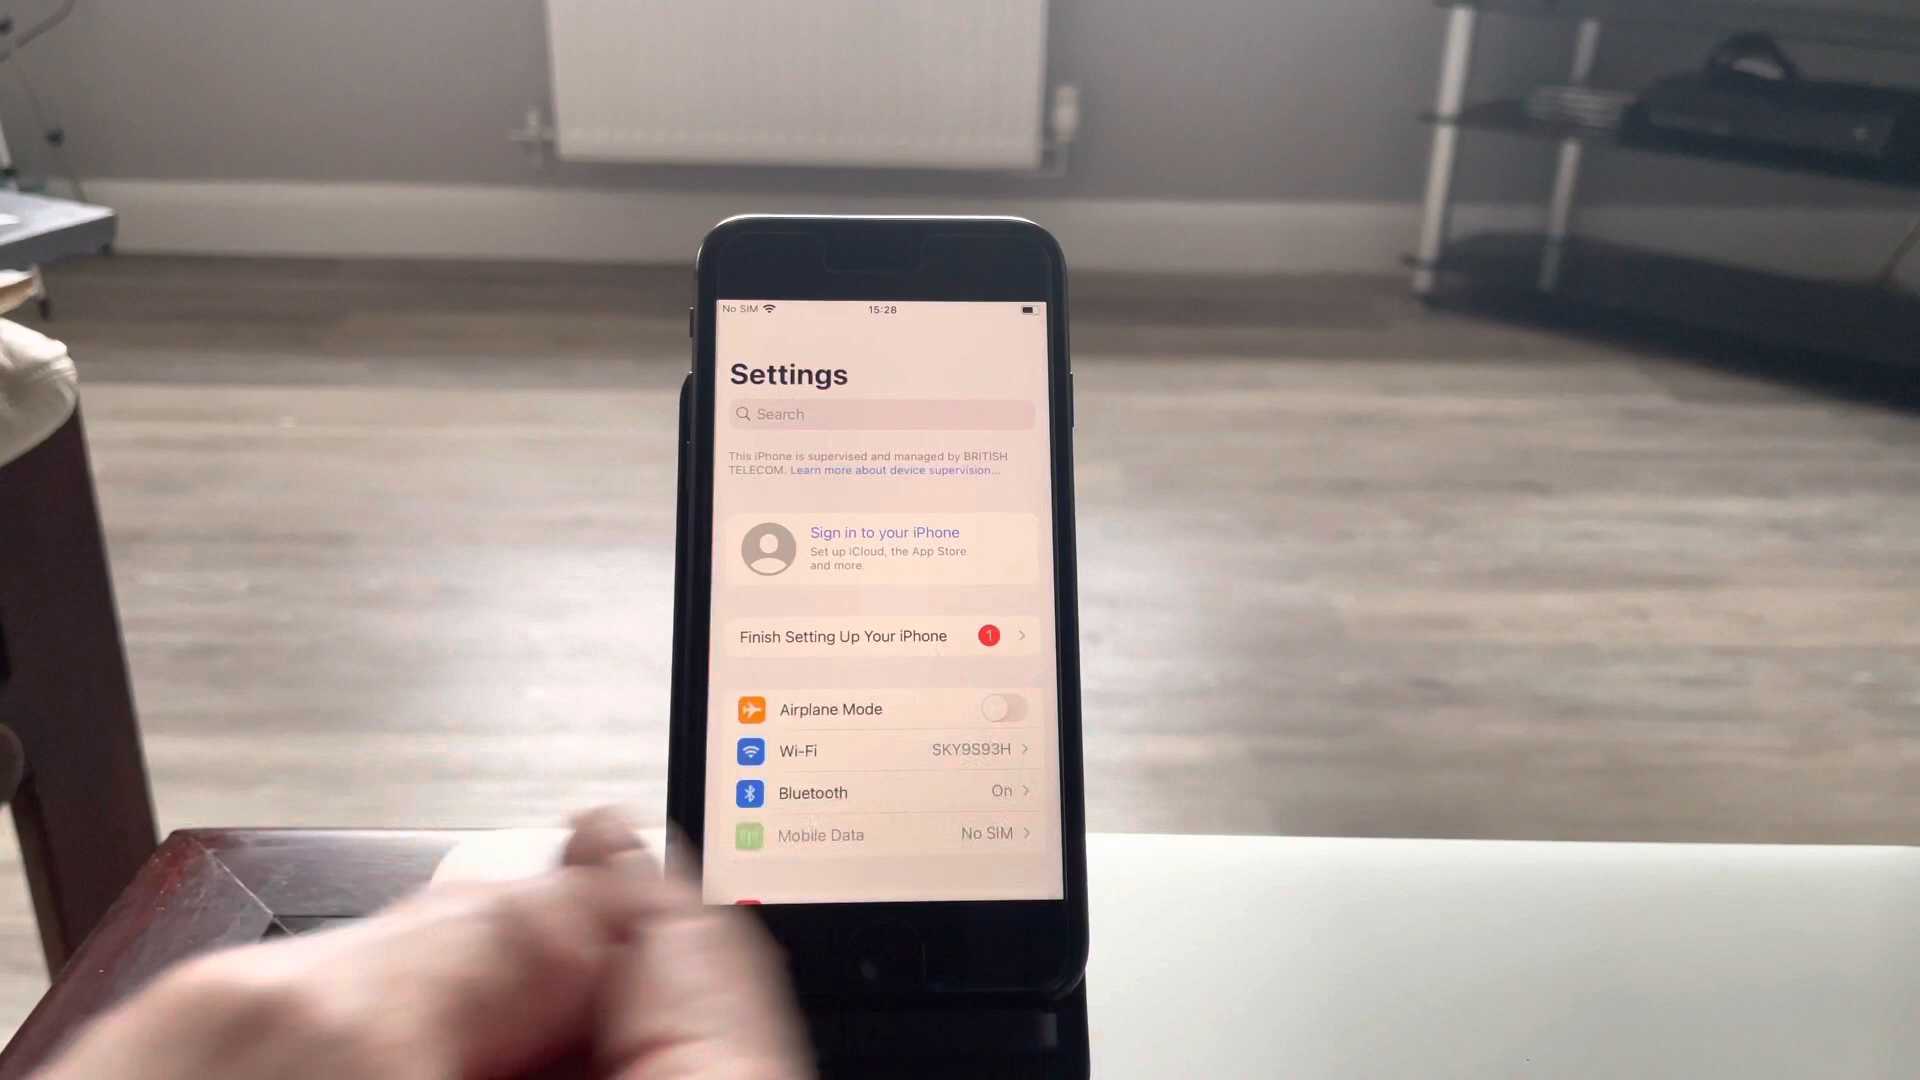 No SIM 15:28
Settings
Search
This iPhone is supervised and managed by BRITISH
TELECOM. Learn more about device supervision...
Sign in to your iPhone
Set up iCloud, the App Store
and more.
Finish Setting Up Your iPhone 1
Airplane Mode
Wi-Fi SKY9S93H
Bluetooth On
Mobile Data No SIM